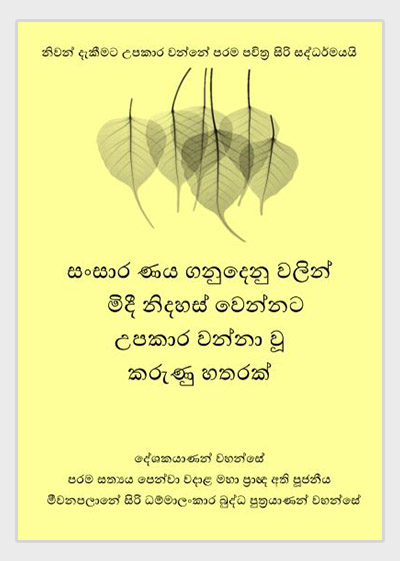 නිවන් දැකීමට උපකාර වන්නේ පරම පවිත්‍ර සිරි සද්ධර්මයයි
සංසාර ණය ගනුදෙනු වලින්
මිදී නිදහස් වෙන්නට
උපකාර වන්නා වූ
කරුණු හතරක්
දේශකයාණන් වහන්සේ
පරම සත්‍යය පෙන්වා වදාළ මහා ප්‍රාඥ අති පූජනීය
මීවනපලානේ සිරි ධම්මාලංකාර බුද්ධ පුත්‍රයාණන් වහන්සේ